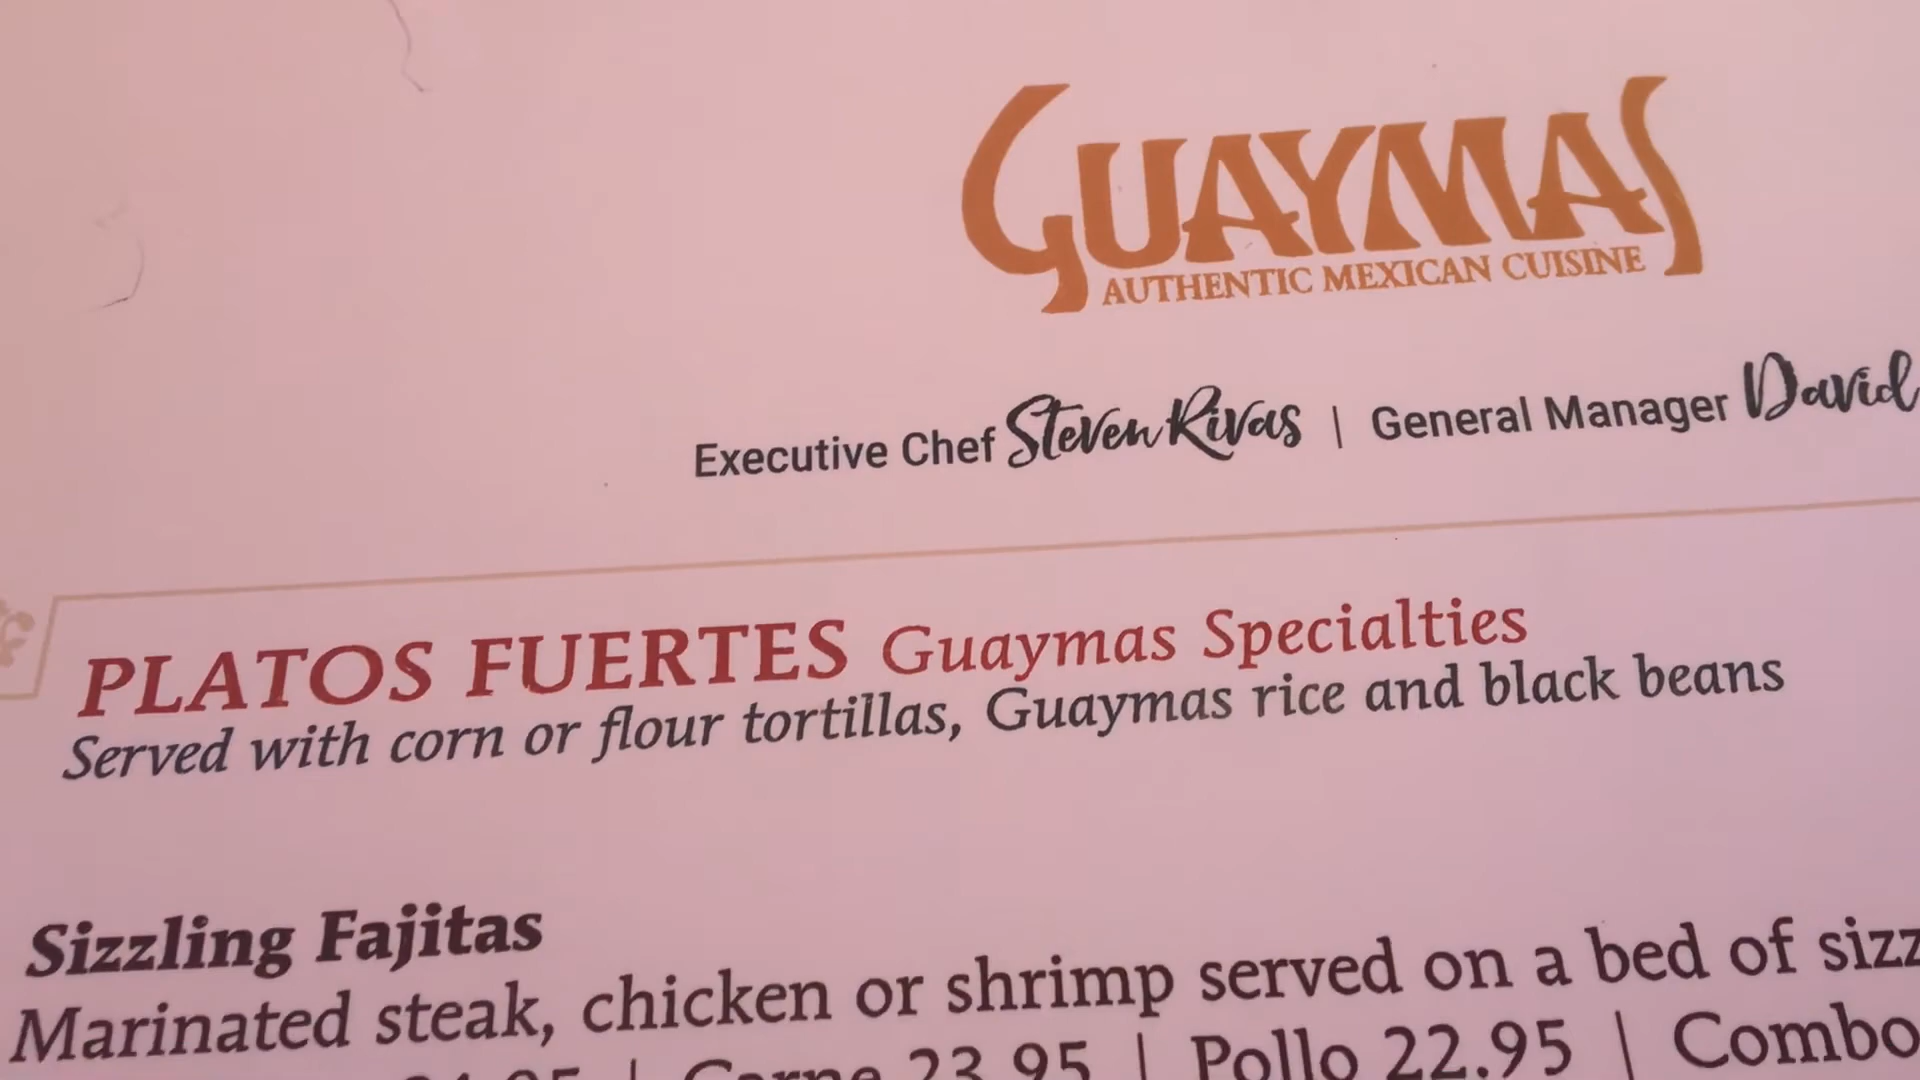 GUAYMAS
AUTHENTIC MEXICAN CUISINE
Executive Chef Steven Rivas | General Manager David
PLATOS FUERTES Guaymas Specialties
Served with corn or flour tortillas, Guaymas rice and black beans
Sizzling Fajitas
Marinated steak, chicken or shrimp served on a bed of sizz
| Carne 23.95 | Pollo 22.95 | Combo